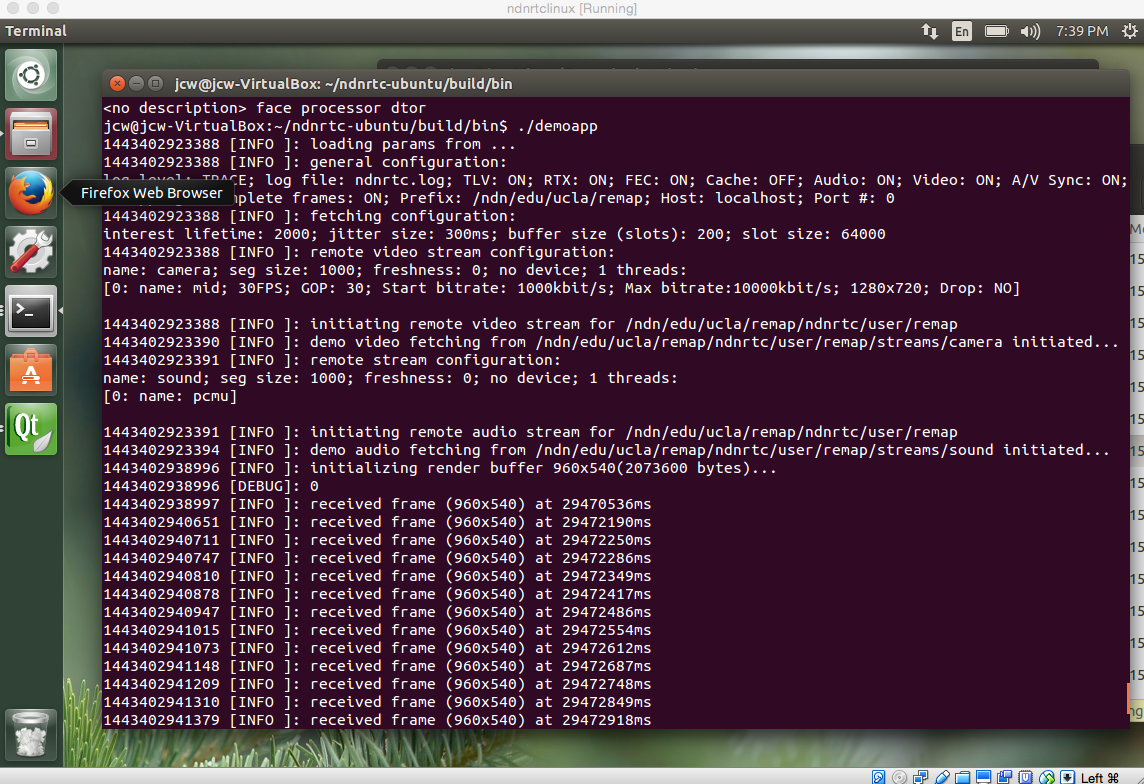 ndnrtclinux [Running]
Terminal
En
7:39 PM
jcw@jcw-VirtualBox: ~/ndnrtc-ubuntu/build/bin
<no description> face processor dtor
jcw@jcw-VirtualBox:~/ndnrtc-ubuntu/build/bin$ ./demoapp
1443402923388 [INFO ]: loading params from ...
1443402923388 [INFO ]: general configuration:
log level: TRACE; log file: ndnrtc.log; TLV: ON; RTX: ON; FEC: ON; Cache: OFF; Audio: ON; Video: ON; A/V Sync: ON;
Firefox Web Browser
mplete frames: ON; Prefix: /ndn/edu/ucla/remap; Host: localhost; Port #: 0
1443402923388 [INFO ]: fetching configuration:
interest lifetime: 2000; jitter size: 300ms; buffer size (slots): 200; slot size: 64000
1443402923388 [INFO ]: remote video stream configuration:
name: camera; seg size: 1000; freshness: 0; no device; 1 threads:
[0: name: mid; 30FPS; GOP: 30; Start bitrate: 1000kbit/s; Max bitrate:10000kbit/s; 1280x720; Drop: NO]
1443402923388 [INFO ]: initiating remote video stream for /ndn/edu/ucla/remap/ndnrtc/user/remap
1443402923390 [INFO ]: demo video fetching from /ndn/edu/ucla/remap/ndnrtc/user/remap/streams/camera initiated...
1443402923391 [INFO ]: remote stream configuration:
name: sound; seg size: 1000; freshness: 0; no device; 1 threads:
[0: name: pcmu]
1443402923391 [INFO ]: initiating remote audio stream for /ndn/edu/ucla/remap/ndnrtc/user/remap
1443402923394 [INFO ]: demo audio fetching from /ndn/edu/ucla/remap/ndnrtc/user/remap/streams/sound initiated...
1443402938996 [INFO ]: initializing render buffer 960x540(2073600 bytes)...
1443402938996 [DEBUG]: 0
1443402938997 [INFO ]: received frame (960x540) at 29470536ms
1443402940651 [INFO ]: received frame (960x540) at 29472190ms
1443402940711 [INFO ]: received frame (960x540) at 29472250ms
1443402940747 [INFO ]: received frame (960x540) at 29472286ms
1443402940810 [INFO ]: received frame (960x540) at 29472349ms
1443402940878 [INFO ]: received frame (960x540) at 29472417ms
1443402940947 [INFO ]: received frame (960x540) at 29472486ms
1443402941015 [INFO ]: received frame (960x540) at 29472554ms
1443402941073 [INFO ]: received frame (960x540) at 29472612ms
1443402941148 [INFO ]: received frame (960x540) at 29472687ms
1443402941209 [INFO ]: received frame (960x540) at 29472748ms
1443402941310 [INFO ]: received frame (960x540) at 29472849ms
1443402941379 [INFO ]: received frame (960x540) at 29472918ms
Qt
Left ⌘